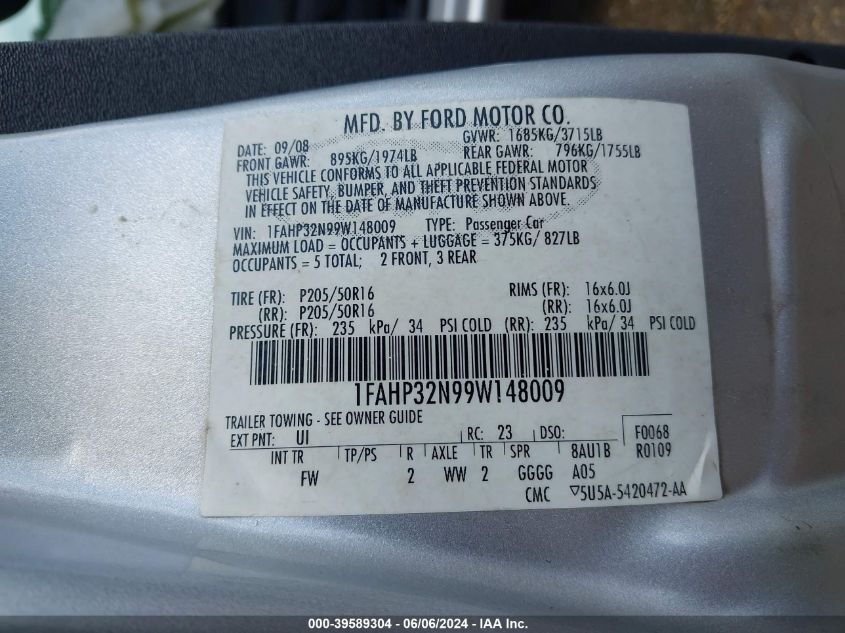 MFD. BY FORD MOTOR CO.
DATE: 09/08 GVWR: 1685KG/3715LB
FRONT GAWR: 895KG/1974LB REAR GAWR: 796KG/1755LB
THIS VEHICLE CONFORMS TO ALL APPLICABLE FEDERAL MOTOR
VEHICLE SAFETY, BUMPER, AND THEFT PREVENTION STANDARDS
IN EFFECT ON THE DATE OF MANUFACTURE SHOWN ABOVE.
VIN: 1FAHP32N99W148009 TYPE: Passenger Car
MAXIMUM LOAD = OCCUPANTS + LUGGAGE = 375KG/ 827LB
OCCUPANTS = 5 TOTAL; 2 FRONT, 3 REAR
TIRE (FR): P205/50R16 RIMS (FR): 16x6.0J
(RR): P205/50R16 (RR): 16x6.0J
PRESSURE (FR): 235 kPa/ 34 PSI COLD (RR): 235 kPa/ 34 PSI COLD
1FAHP32N99W148009
TRAILER TOWING - SEE OWNER GUIDE
EXT PNT: UI RC: 23 DSO: F0068
INT TR TP/PS R AXLE TR SPR 8AU1B R0109
FW 2 WW 2 GGGG A05
CMC ▽5U5A-5420472-AA
000-39589304 - 06/06/2024 - IAA Inc.